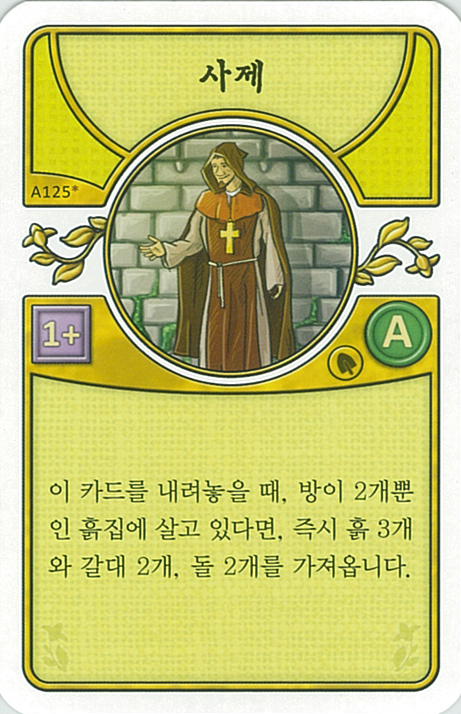 사제
A125*
1+
A
이 카드를 내려놓을 때, 방이 2개뿐
인 흙집에 살고 있다면, 즉시 흙 3개
와 갈대 2개, 돌 2개를 가져옵니다.